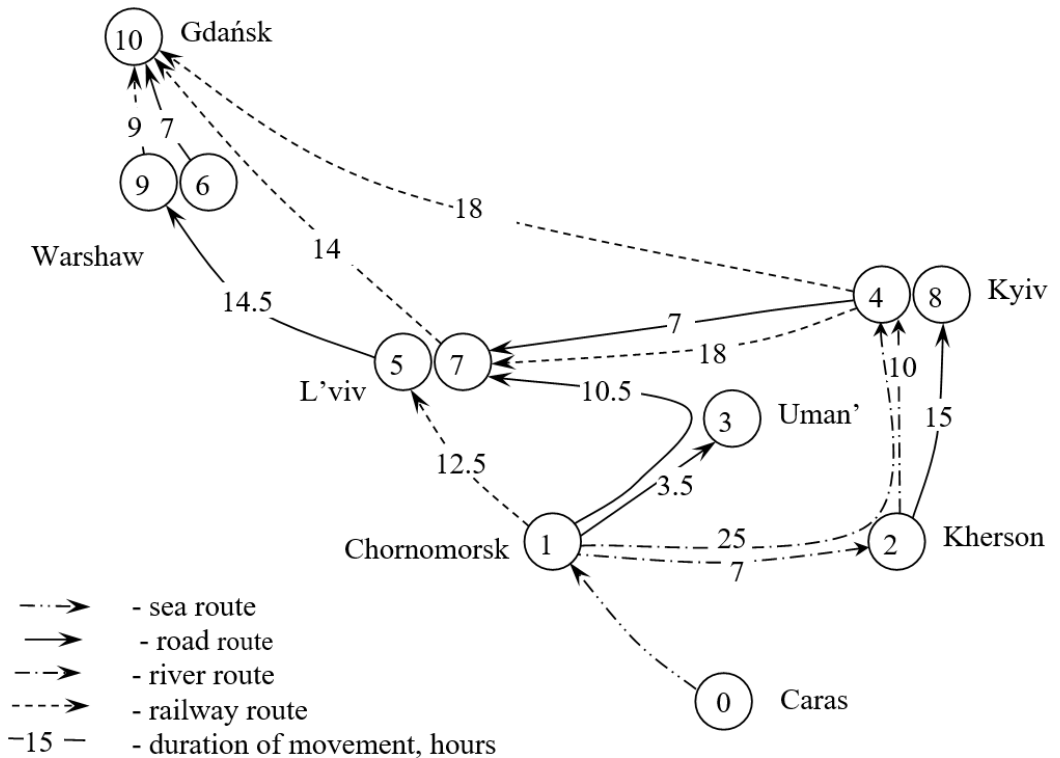 10 Gdańsk
9 7
9 6
18
Warshaw
14
14.5
4 8 Kyiv
7
18
5 7
10
L’viv
10.5
3 Uman’
15
12.5
3.5
Chornomorsk 1
25
2 Kherson
7
- sea route
- road route
- river route
- railway route
15 - duration of movement, hours
0 Caras